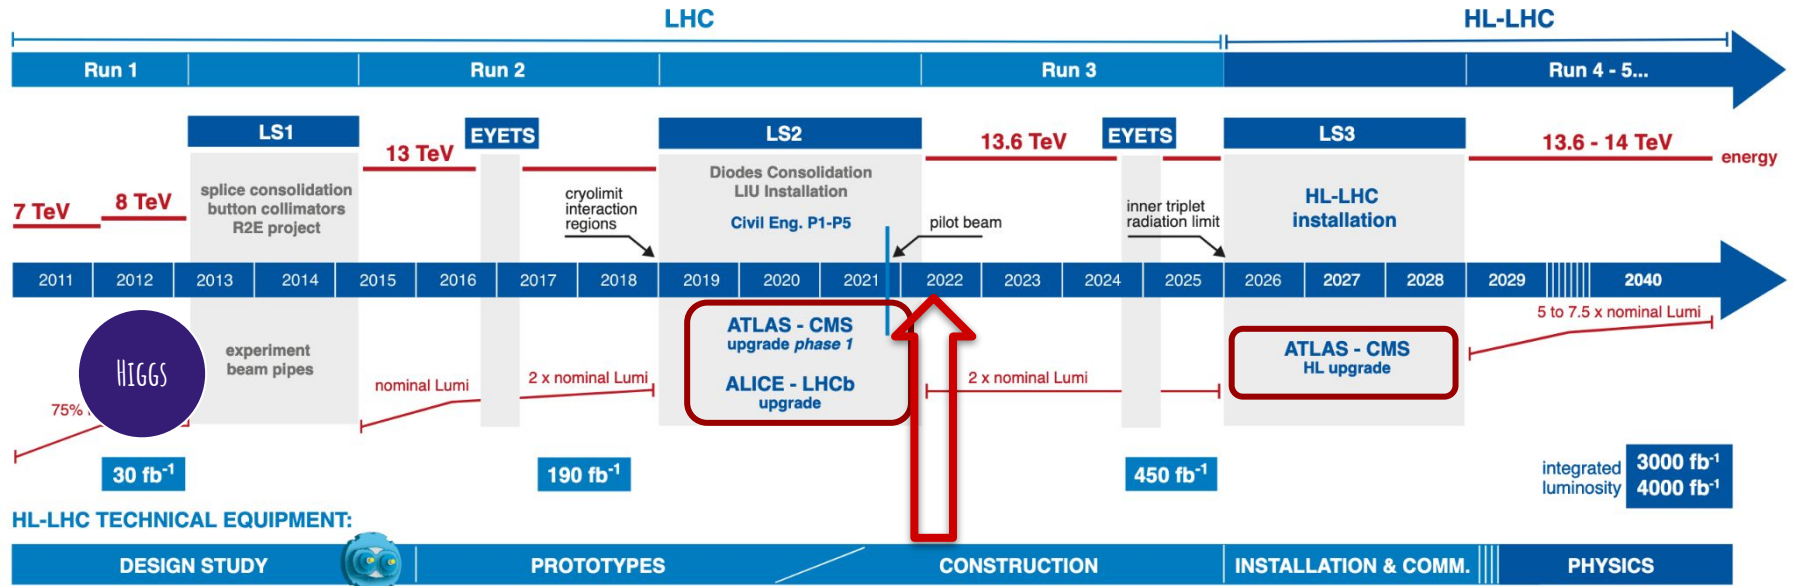 LHC
HL-LHC
Run 1
Run 2
Run 3
Run 4 - 5...
LS1
EYETS
LS2
EYETS
LS3
13 TeV
13.6 TeV
13.6 - 14 TeV
energy
7 TeV
8 TeV
splice consolidation
button collimators
R2E project
cryolimit
interaction
regions
Diodes Consolidation
LIU Installation
Civil Eng. P1-P5
pilot beam
inner triplet
radiation limit
HL-LHC
installation
2011
2012
2013
2014
2015
2016
2017
2018
2019
2020
2021
2022
2023
2024
2025
2026
2027
2028
2029
2040
5 to 7.5 x nominal Lumi
ATLAS - CMS
upgrade phase 1
ALICE - LHCb
upgrade
ATLAS - CMS
HL upgrade
Higgs
experiment
beam pipes
nominal Lumi
2 x nominal Lumi
2 x nominal Lumi
75%
30 fb-1
190 fb-1
450 fb-1
integrated
luminosity
3000 fb-1
4000 fb-1
HL-LHC TECHNICAL EQUIPMENT:
DESIGN STUDY
PROTOTYPES
CONSTRUCTION
INSTALLATION & COMM.
PHYSICS